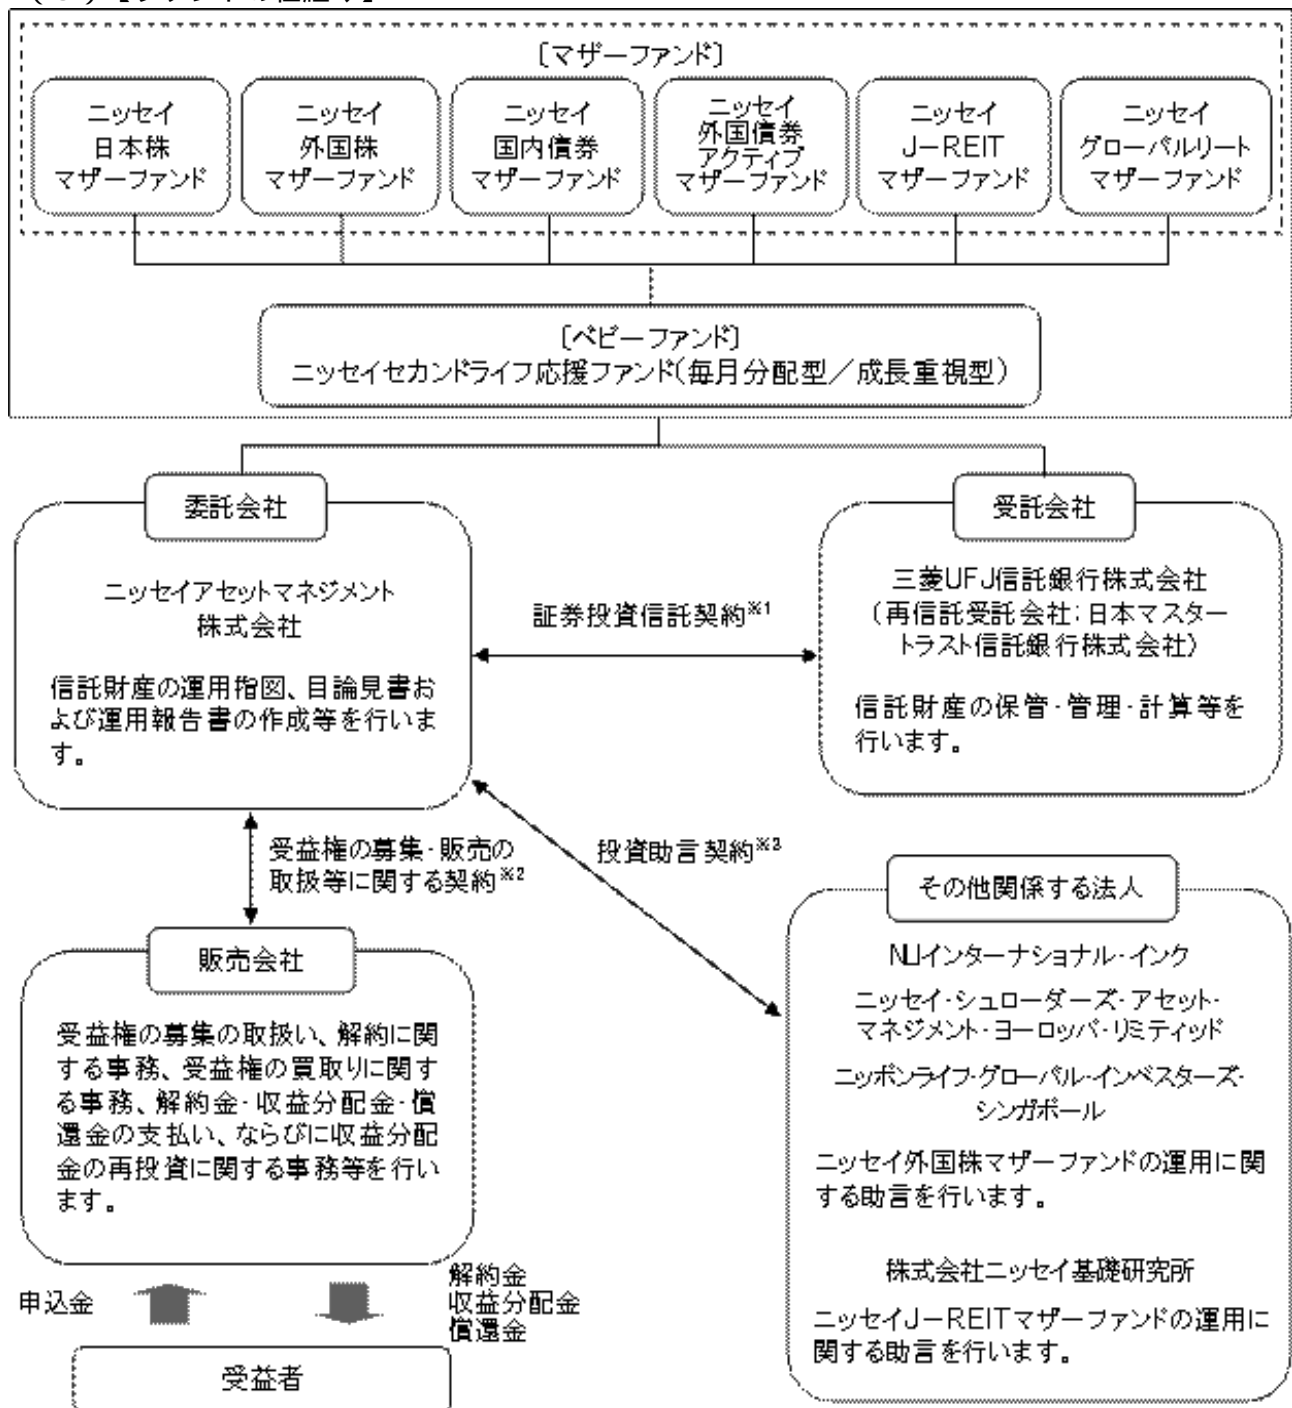 〔マザーファンド〕
ニッセイ
日本株
マザーファンド
ニッセイ
外国株
マザーファンド
ニッセイ
国内債券
マザーファンド
ニッセイ
外国債券
アクティブ
マザーファンド
ニッセイ
J－REIT
マザーファンド
ニッセイ
グローバルリート
マザーファンド
〔ベビーファンド〕
ニッセイセカンドライフ応援ファンド(毎月分配型／成長重視型)
委託会社
ニッセイアセットマネジメント
株式会社
信託財産の運用指図、目論見書お
よび運用報告書の作成等を行いま
す。
証券投資信託契約※1
受託会社
三菱UFJ信託銀行株式会社
(再信託受託会社:日本マスター
トラスト信託銀行株式会社)
信託財産の保管・管理・計算等を
行います。
受益権の募集・販売の
取扱等に関する契約※2
投資助言契約※3
販売会社
受益権の募集の取扱い、解約に関
する事務、受益権の買取りに関す
る事務、解約金・収益分配金・償
還金の支払い、ならびに収益分配
金の再投資に関する事務等を行い
ます。
その他関係する法人
NLIインターナショナル・インク
ニッセイ・シュローダーズ・アセット・
マネジメント・ヨーロッパ・リミティッド
ニッポンライフ・グローバル・インベスターズ・
シンガポール
ニッセイ外国株マザーファンドの運用に関
する助言を行います。
株式会社ニッセイ基礎研究所
ニッセイJ－REITマザーファンドの運用に
関する助言を行います。
申込金
解約金
収益分配金
償還金
受益者